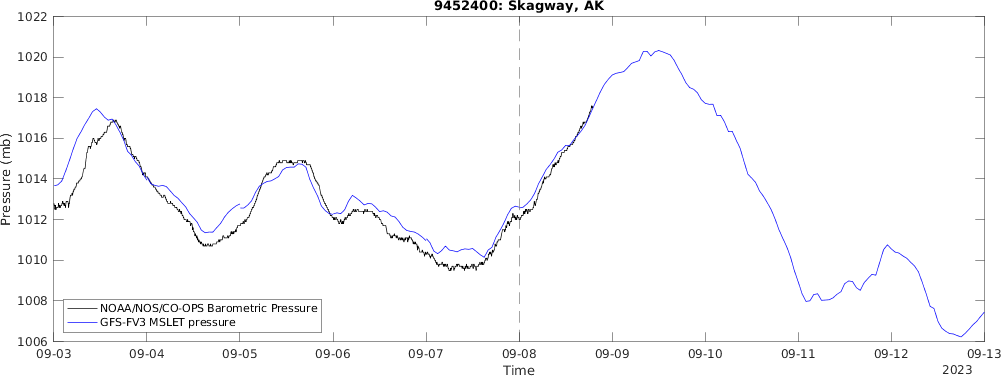 9452400: Skagway, AK
Pressure (mb)
1022
1020
1018
1016
1014
1012
1010
1008
1006
NOAA/NOS/CO-OPS Barometric Pressure
GFS-FV3 MSLET pressure
09-03 09-04 09-05 09-06 09-07 09-08 09-09 09-10 09-11 09-12 09-13
Time
2023